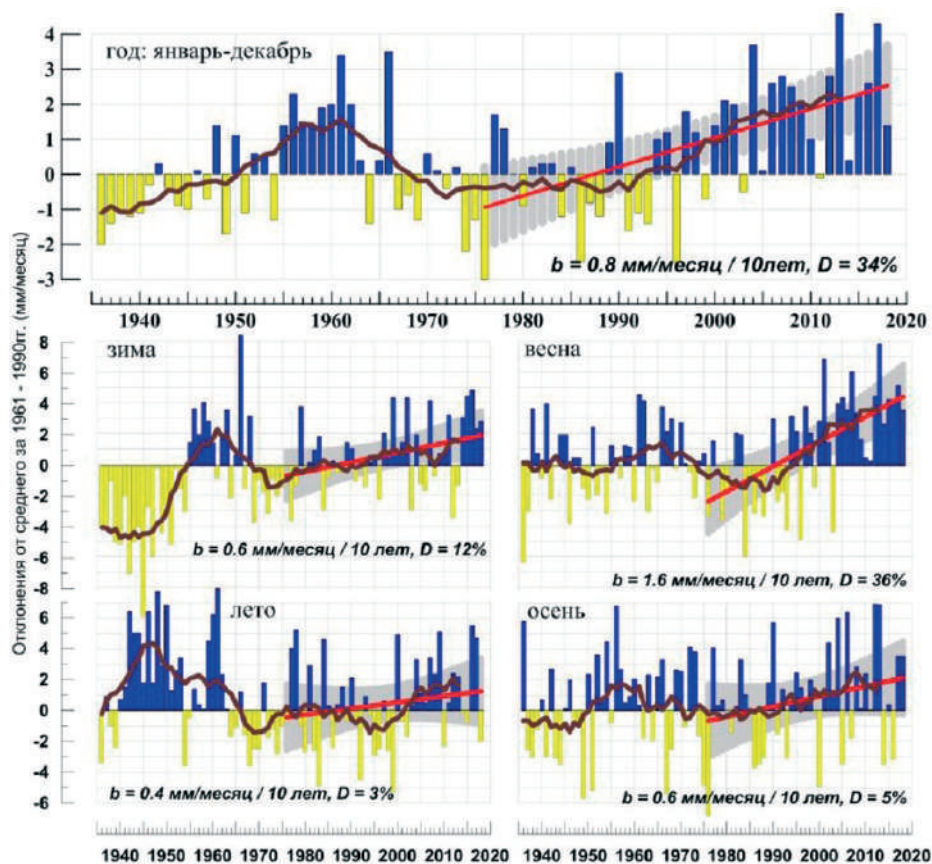 Отклонения от среднего за 1961 - 1990гг. (мм/месяц)
год: январь-декабрь
4
3
2
1
0
-1
-2
-3
b = 0.8 мм/месяц / 10лет, D = 34%
1940 1950 1960 1970 1980 1990 2000 2010 2020
зима
весна
8
6
4
2
0
-2
-4
-6
-8
b = 0.6 мм/месяц / 10 лет, D = 12%
b = 1.6 мм/месяц / 10 лет, D = 36%
лето
осень
6
4
2
0
-2
-4
-6
b = 0.4 мм/месяц / 10 лет, D = 3%
b = 0.6 мм/месяц / 10 лет, D = 5%
1940 1950 1960 1970 1980 1990 2000 2010 2020
1940 1950 1960 1970 1980 1990 2000 2010 2020